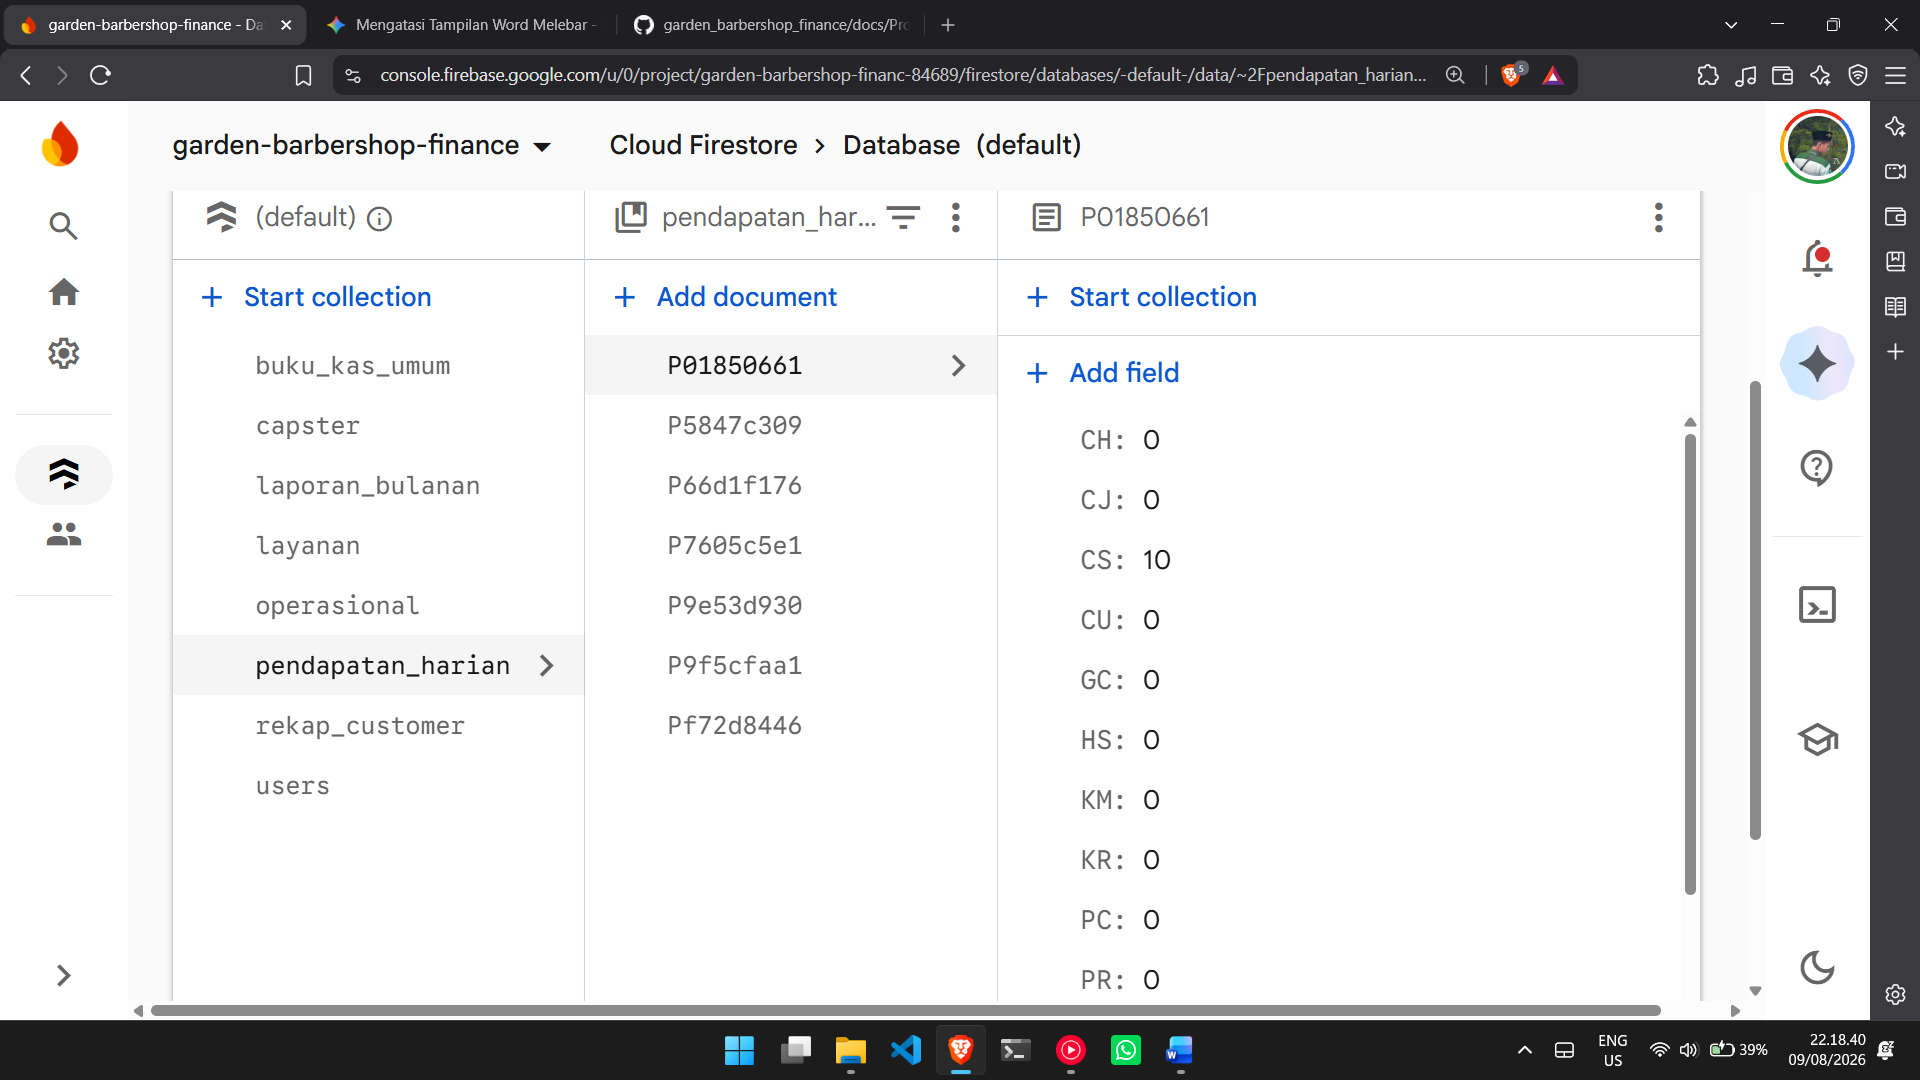 garden-barbershop-finance - Da
Mengatasi Tampilan Word Melebar -
garden_barbershop_finance/docs/Pro
console.firebase.google.com/u/0/project/garden-barbershop-financ-84689/firestore/databases/-default-/data/~2Fpendapatan_harian...
5
garden-barbershop-finance
Cloud Firestore > Database (default)
(default)
pendapatan_har...
P01850661
+ Start collection
+ Add document
+ Start collection
+ Add field
buku_kas_umum
capster
laporan_bulanan
layanan
operasional
pendapatan_harian
rekap_customer
users
P01850661
P5847c309
P66d1f176
P7605c5e1
P9e53d930
P9f5cfaa1
Pf72d8446
CH: 0
CJ: 0
CS: 10
CU: 0
GC: 0
HS: 0
KM: 0
KR: 0
PC: 0
PR: 0
ENG
US
39%
22.18.40
09/08/2026